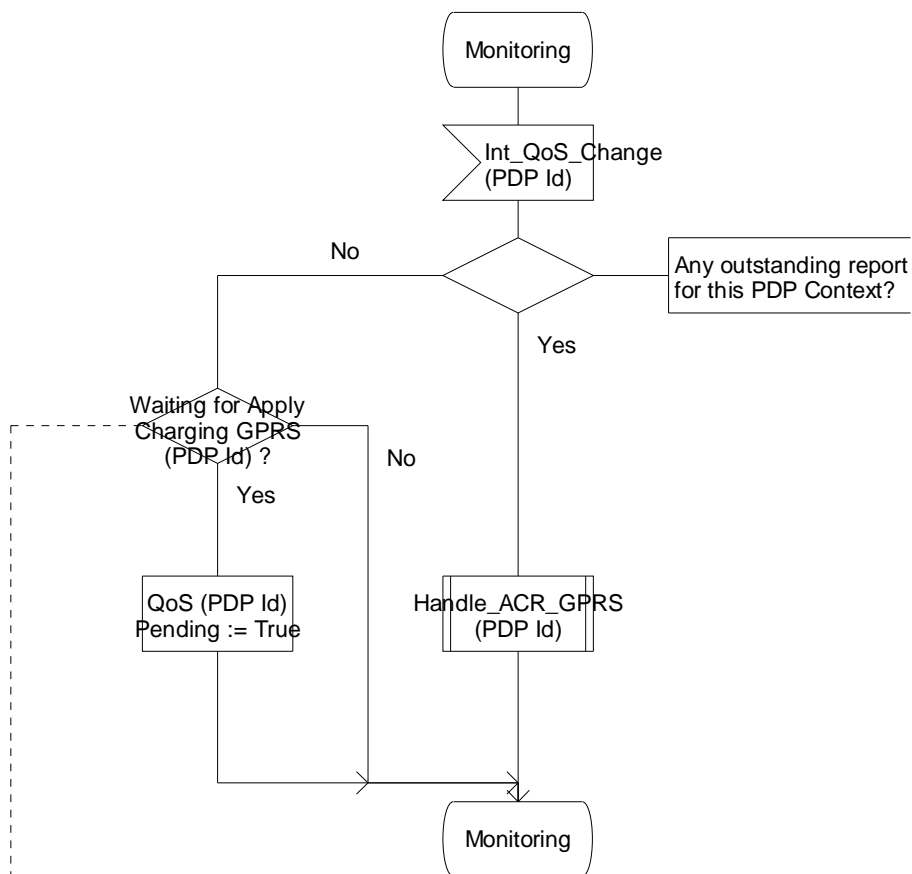 Monitoring
Int_QoS_Change
(PDP Id)
No
Any outstanding report
for this PDP Context?
Yes
Waiting for Apply
Charging GPRS
(PDP Id) ?
No
Yes
QoS (PDP Id)
Pending := True
Handle_ACR_GPRS
(PDP Id)
Monitoring